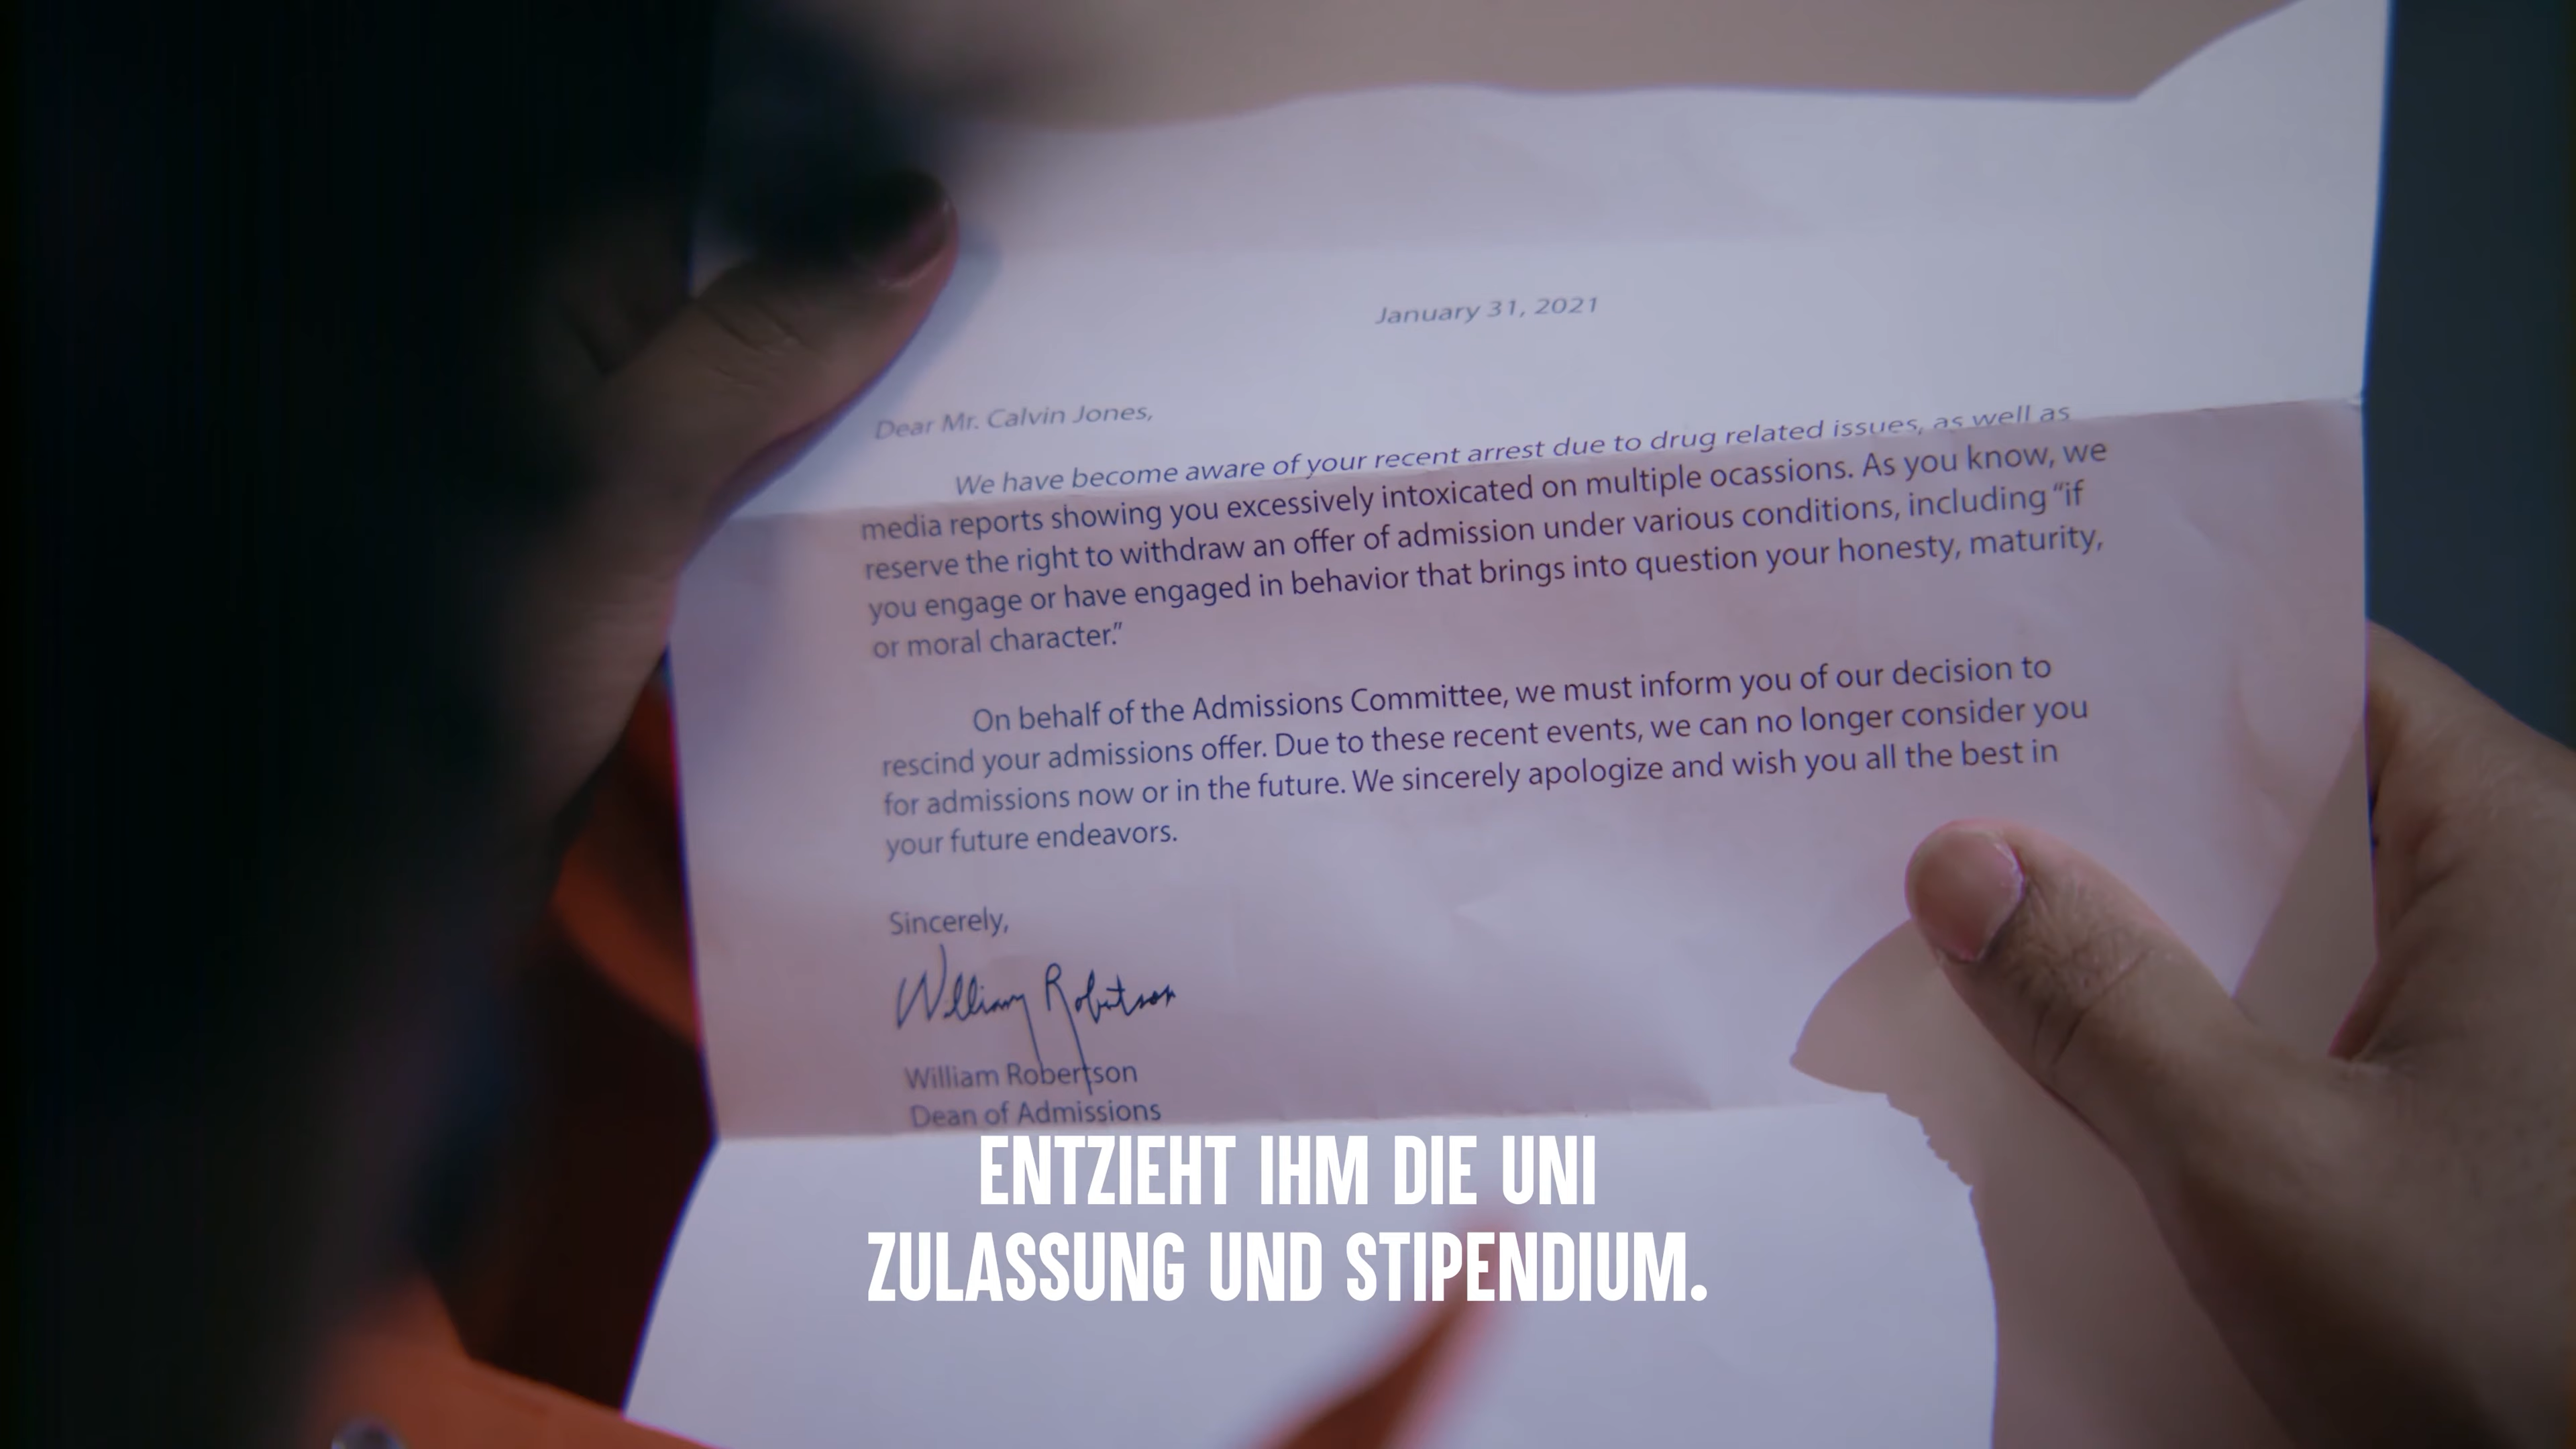 January 31, 2021
Dear Mr. Calvin Jones,
We have become aware of your recent arrest due to drug related issues, as well as
media reports showing you excessively intoxicated on multiple ocassions. As you know, we
reserve the right to withdraw an offer of admission under various conditions, including “if
you engage or have engaged in behavior that brings into question your honesty, maturity,
or moral character.”
On behalf of the Admissions Committee, we must inform you of our decision to
rescind your admissions offer. Due to these recent events, we can no longer consider you
for admissions now or in the future. We sincerely apologize and wish you all the best in
your future endeavors.
Sincerely,
William Robertson
William Robertson
Dean of Admissions
ENTZIEHT IHM DIE UNI
ZULASSUNG UND STIPENDIUM.